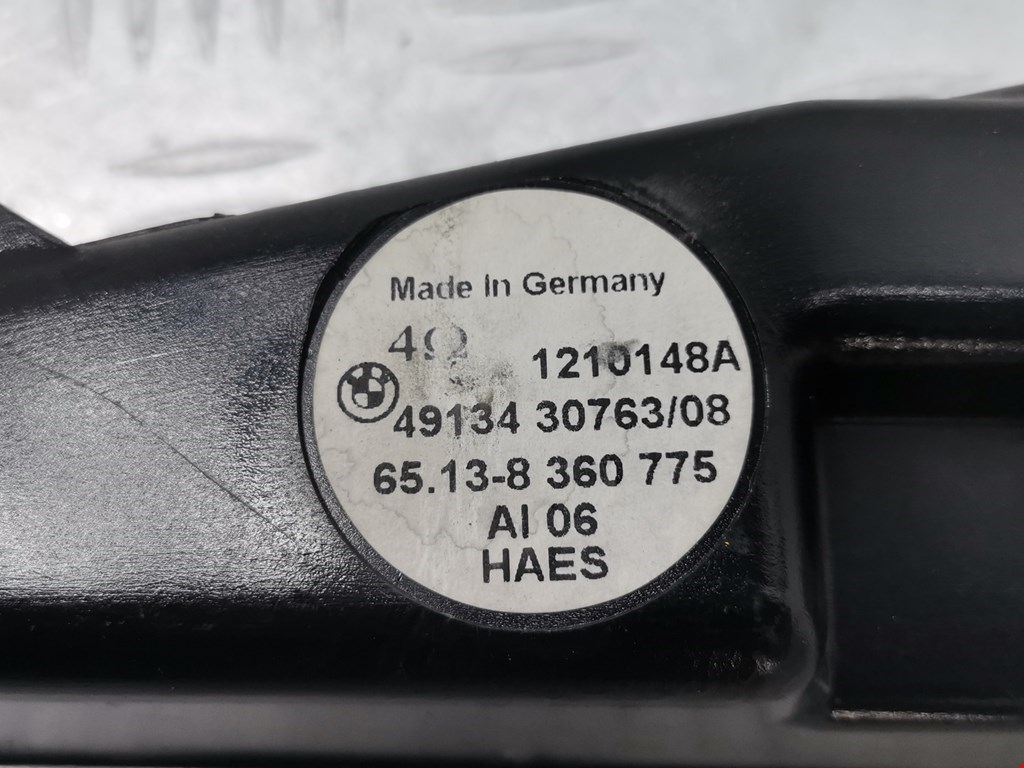 Made In Germany
4Ω
1210148A
49134 30763/08
65.13-8 360 775
AI 06
HAES